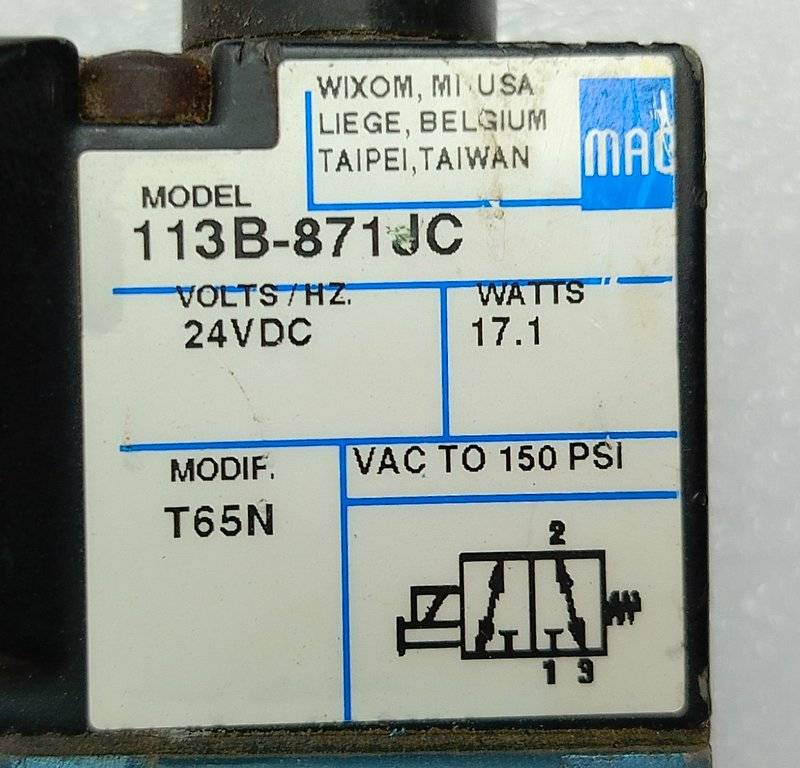 WIXOM, MI USA
LIEGE, BELGIUM
TAIPEI, TAIWAN
MAC
MODEL
113B-871JC
VOLTS / HZ.
24VDC
WATTS
17.1
MODIF.
T65N
VAC TO 150 PSI
2
1 3